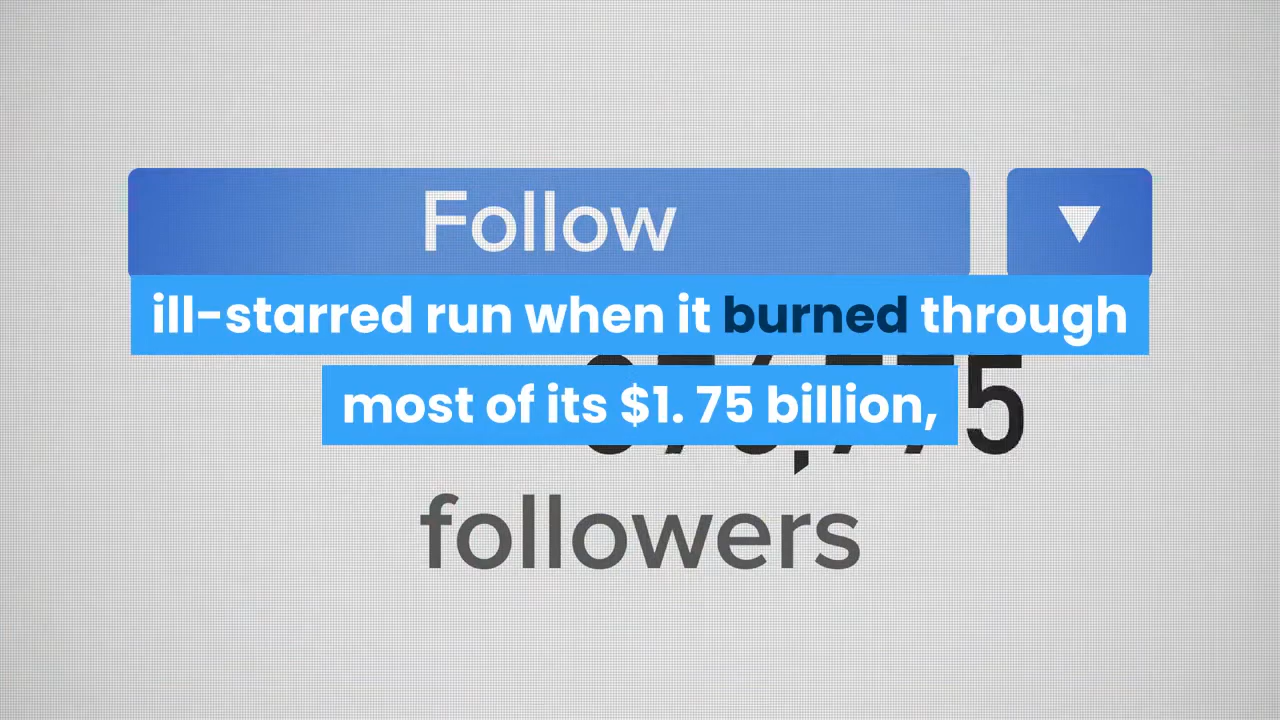 Follow ▼
ill-starred run when it burned through
most of its $1. 75 billion,
followers